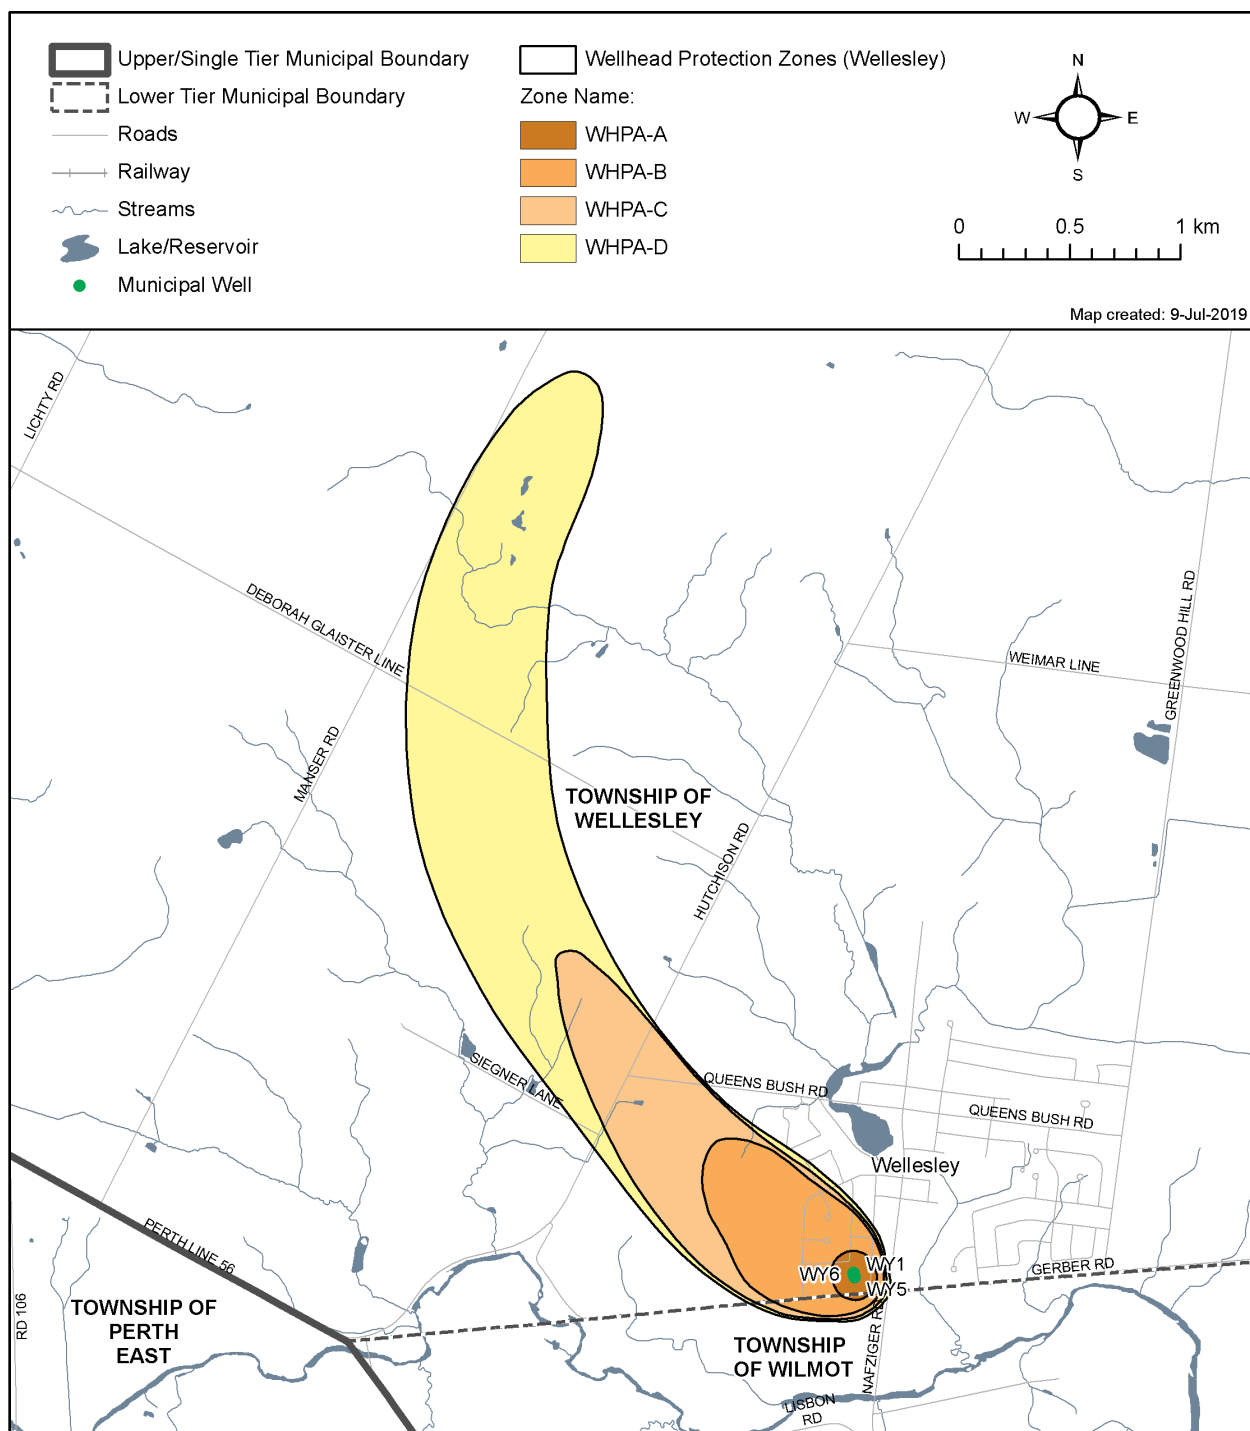 Upper/Single Tier Municipal Boundary
Lower Tier Municipal Boundary
Roads
Railway
Streams
Lake/Reservoir
Municipal Well
Wellhead Protection Zones (Wellesley)
Zone Name:
WHPA-A
WHPA-B
WHPA-C
WHPA-D
N
W E
S
0 0.5 1 km
Map created: 9-Jul-2019
LICHTY RD
DEBORAH GLAISTER LINE
MANSER RD
GREENWOOD HILL RD
WEIMAR LINE
TOWNSHIP OF
WELLESLEY
HUTCHISON RD
SIEGNER LANE
QUEENS BUSH RD
QUEENS BUSH RD
Wellesley
WY6
WY1
WY5
GERBER RD
PERTH LINE 56
RD 106
TOWNSHIP OF
PERTH
EAST
TOWNSHIP
OF WILMOT
NAFZIGER RD
LISBON
RD